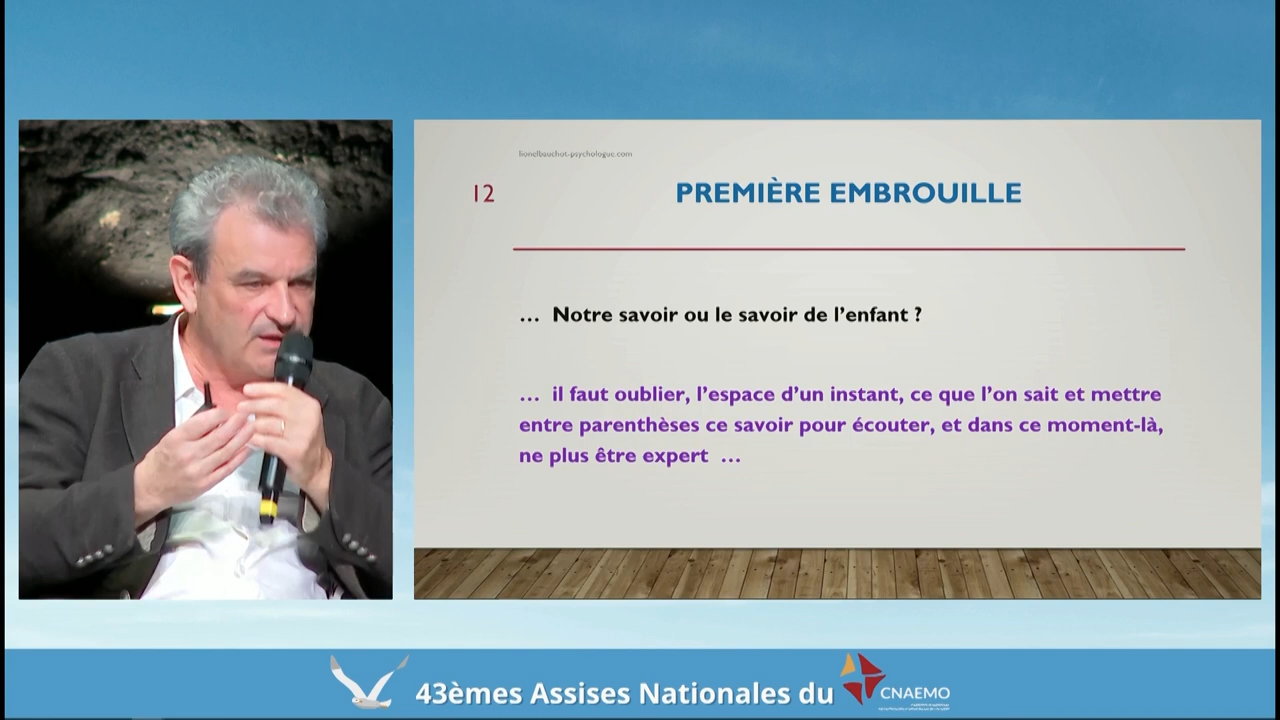 lionelbauchot-psychologue.com
12
PREMIÈRE EMBROUILLE
… Notre savoir ou le savoir de l’enfant ?
… il faut oublier, l’espace d’un instant, ce que l’on sait et mettre
entre parenthèses ce savoir pour écouter, et dans ce moment-là,
ne plus être expert …
43èmes Assises Nationales du
CNAEMO